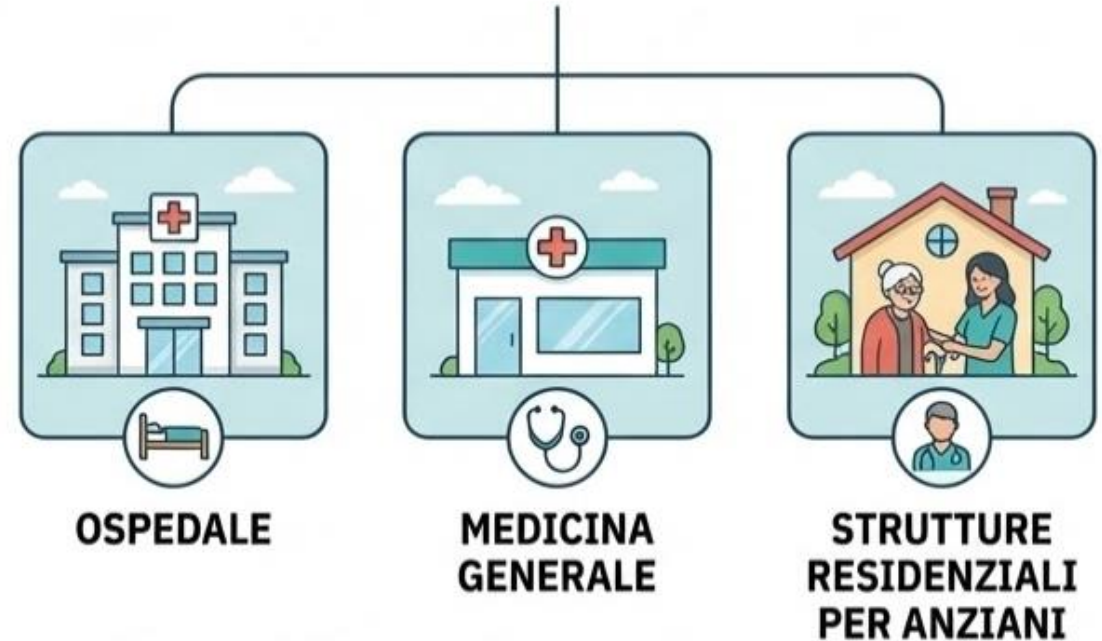 OSPEDALE
MEDICINA
GENERALE
STRUTTURE
RESIDENZIALI
PER ANZIANI